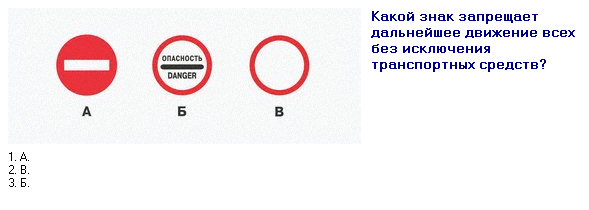 Какой знак запрещает
дальнейшее движение всех
без исключения
транспортных средств?
ОПАСНОСТЬ
DANGER
А Б В
1. А.
2. В.
3. Б.